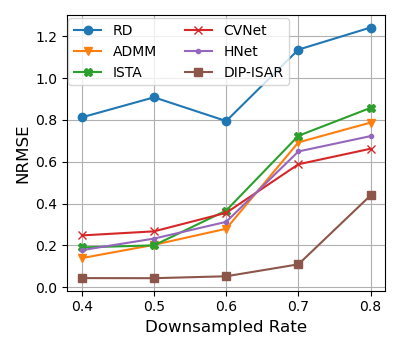 RD
CVNet
ADMM
HNet
ISTA
DIP-ISAR
1.2
1.0
0.8
0.6
0.4
0.2
0.0
NRMSE
0.4 0.5 0.6 0.7 0.8
Downsampled Rate